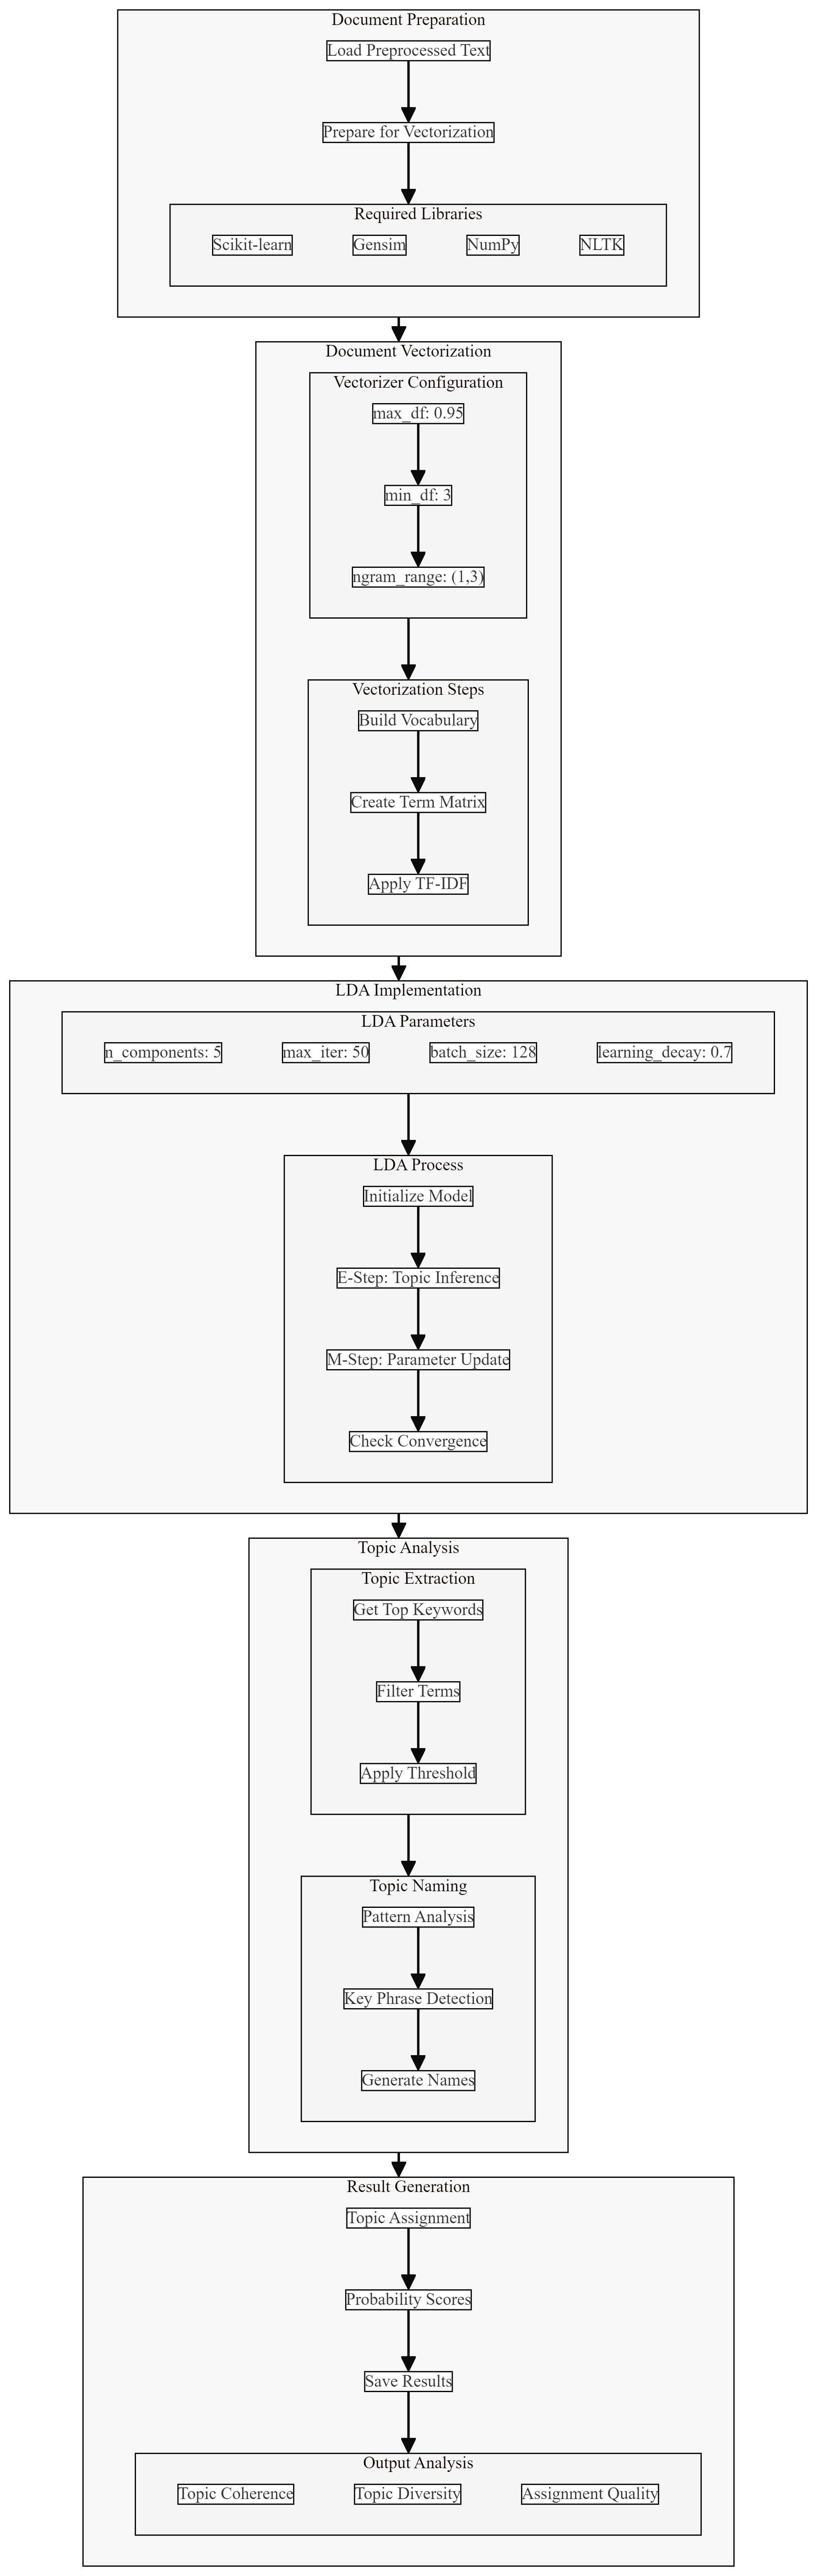 Document Preparation
Load Preprocessed Text
Prepare for Vectorization
Required Libraries
Scikit-learn
Gensim
NumPy
NLTK
Document Vectorization
Vectorizer Configuration
max_df: 0.95
min_df: 3
ngram_range: (1,3)
Vectorization Steps
Build Vocabulary
Create Term Matrix
Apply TF-IDF
LDA Implementation
LDA Parameters
n_components: 5
max_iter: 50
batch_size: 128
learning_decay: 0.7
LDA Process
Initialize Model
E-Step: Topic Inference
M-Step: Parameter Update
Check Convergence
Topic Analysis
Topic Extraction
Get Top Keywords
Filter Terms
Apply Threshold
Topic Naming
Pattern Analysis
Key Phrase Detection
Generate Names
Result Generation
Topic Assignment
Probability Scores
Save Results
Output Analysis
Topic Coherence
Topic Diversity
Assignment Quality